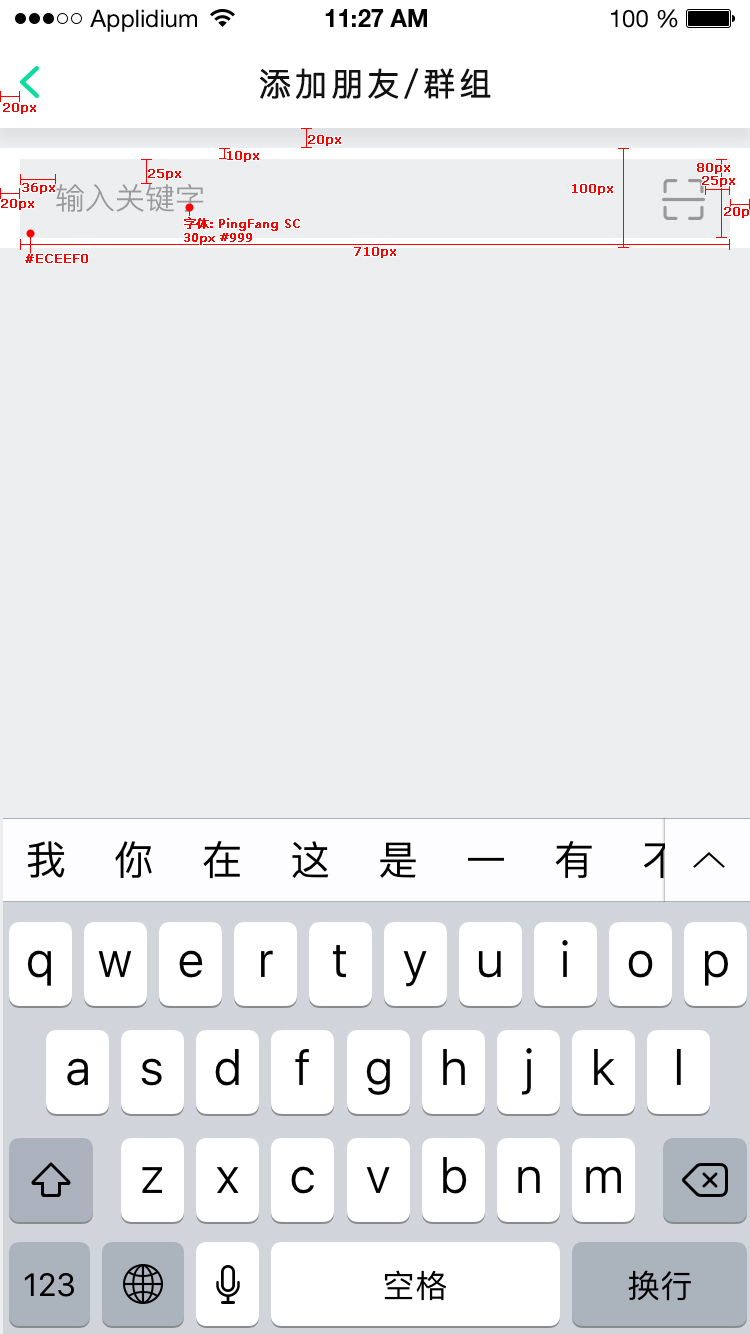 Applidium 11:27 AM 100 %
添加朋友/群组
20px
20px
10px
25px
80px
36px
100px
25px
20px
输入关键字
20px
字体: PingFang SC
30px #999
710px
#ECEEF0
我 你 在 这 是 一 有 不
q w e r t y u i o p
a s d f g h j k l
z x c v b n m
123 空格 换行